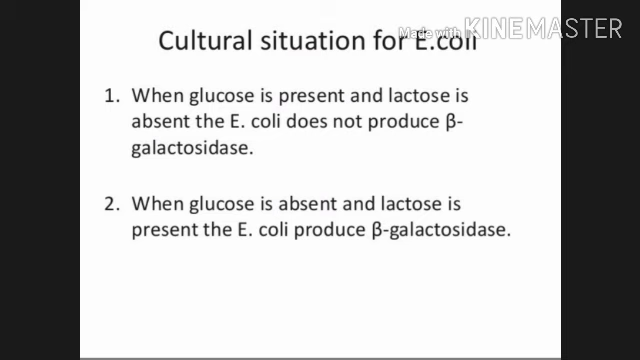 Made with KINEMASTER
Cultural situation for E.coli
1. When glucose is present and lactose is
absent the E. coli does not produce β-
galactosidase.
2. When glucose is absent and lactose is
present the E. coli produce β-galactosidase.